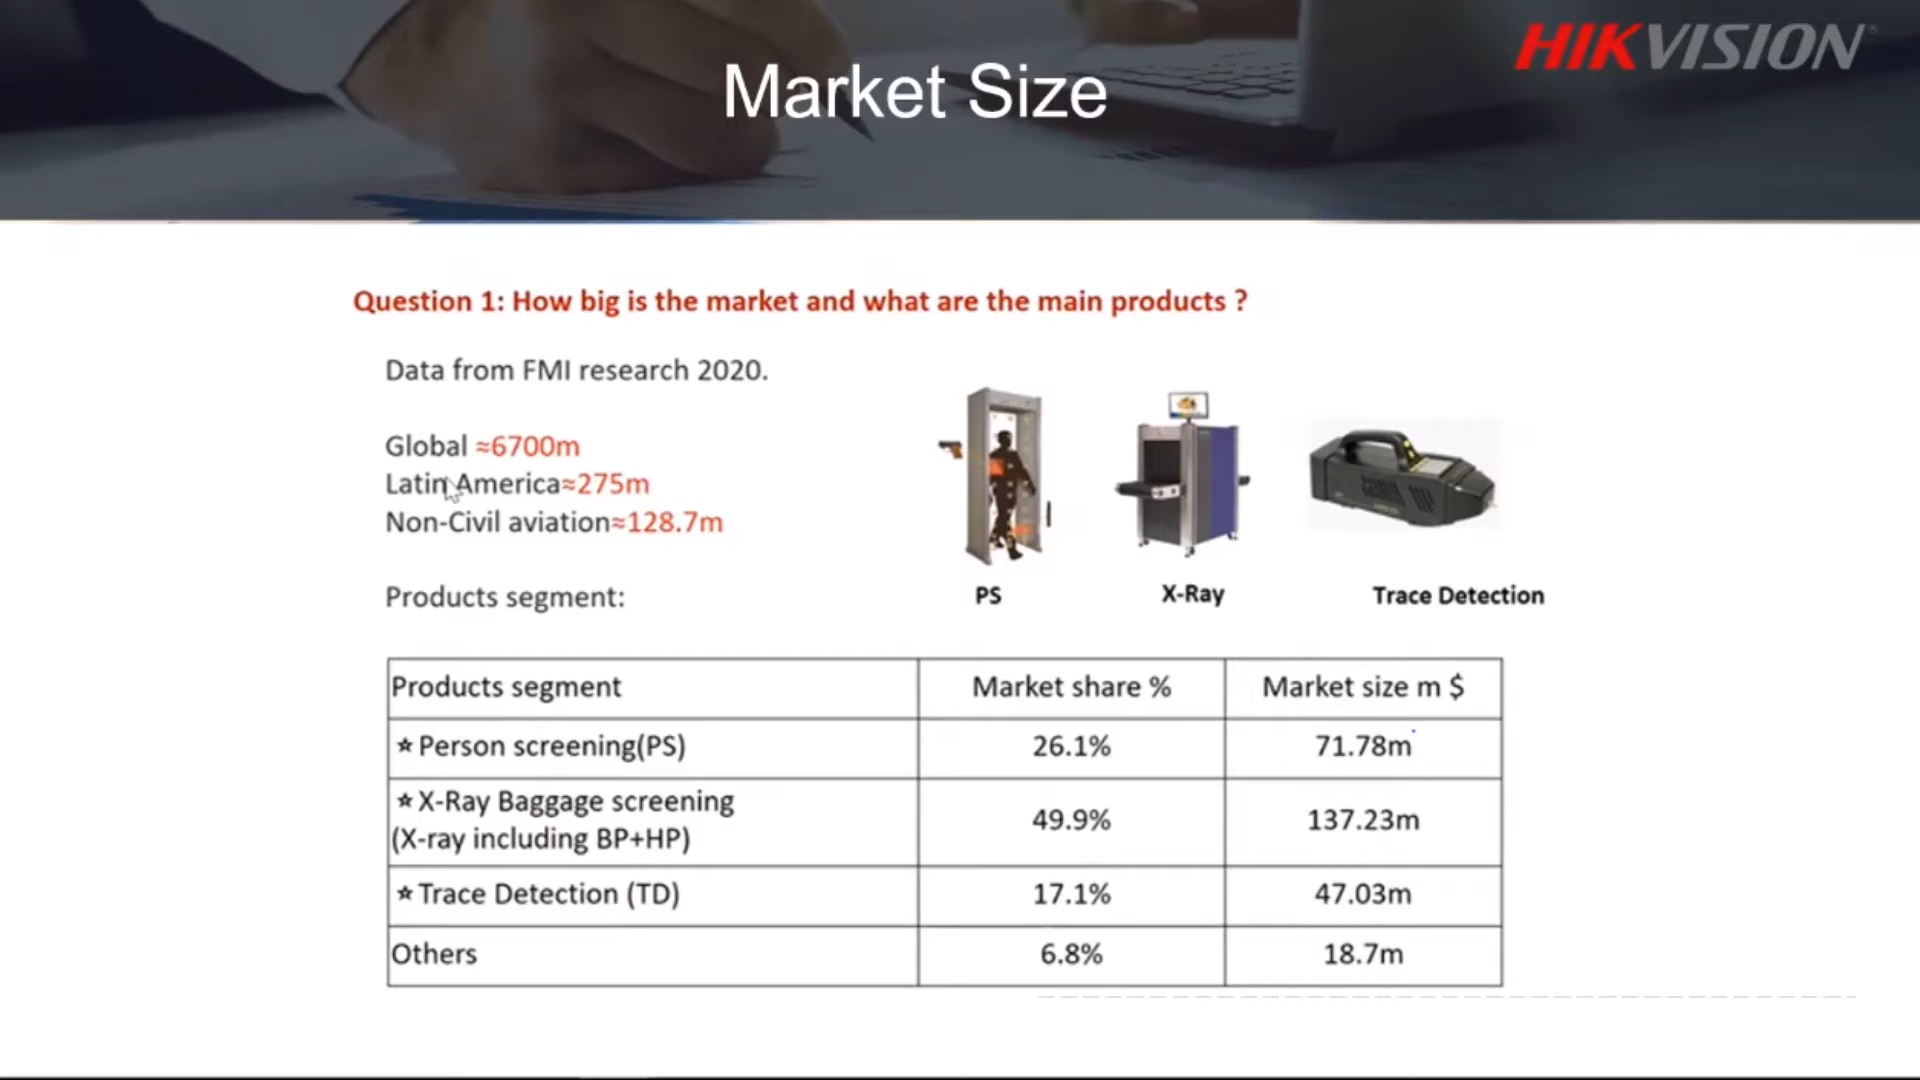 HIKVISION
Market Size
Question 1: How big is the market and what are the main products ?
Data from FMI research 2020.
Global ≈6700m
Latin America≈275m
Non-Civil aviation≈128.7m
Products segment:
PS
X-Ray
Trace Detection
Products segment
Market share %
Market size m $
☆Person screening(PS)
26.1%
71.78m
☆X-Ray Baggage screening
(X-ray including BP+HP)
49.9%
137.23m
☆Trace Detection (TD)
17.1%
47.03m
Others
6.8%
18.7m